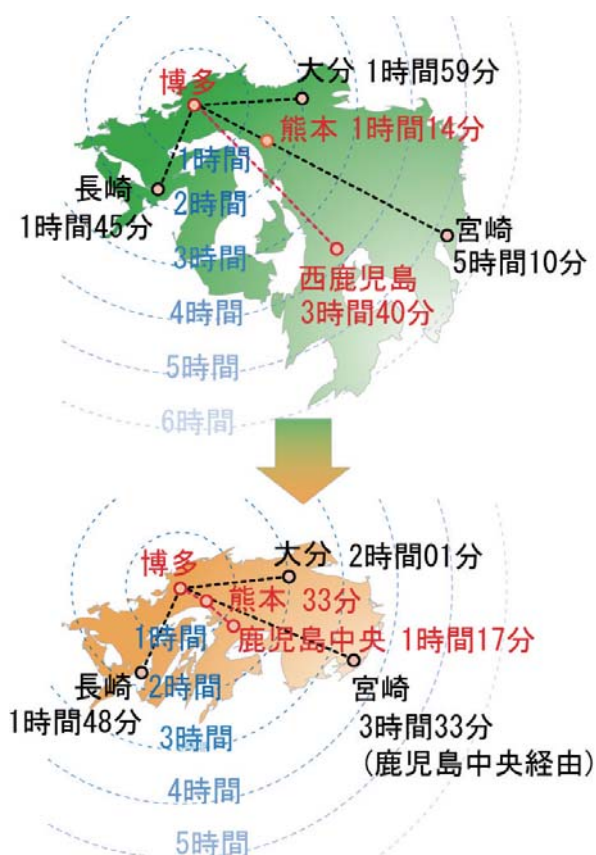 大分 1時間59分
博多
熊本 1時間14分
1時間
長崎
1時間45分
2時間
宮崎
5時間10分
3時間
西鹿児島
3時間40分
4時間
5時間
6時間
大分 2時間01分
博多
熊本 33分
1時間
鹿児島中央 1時間17分
長崎
1時間48分
2時間
宮崎
3時間33分
(鹿児島中央経由)
3時間
4時間
5時間